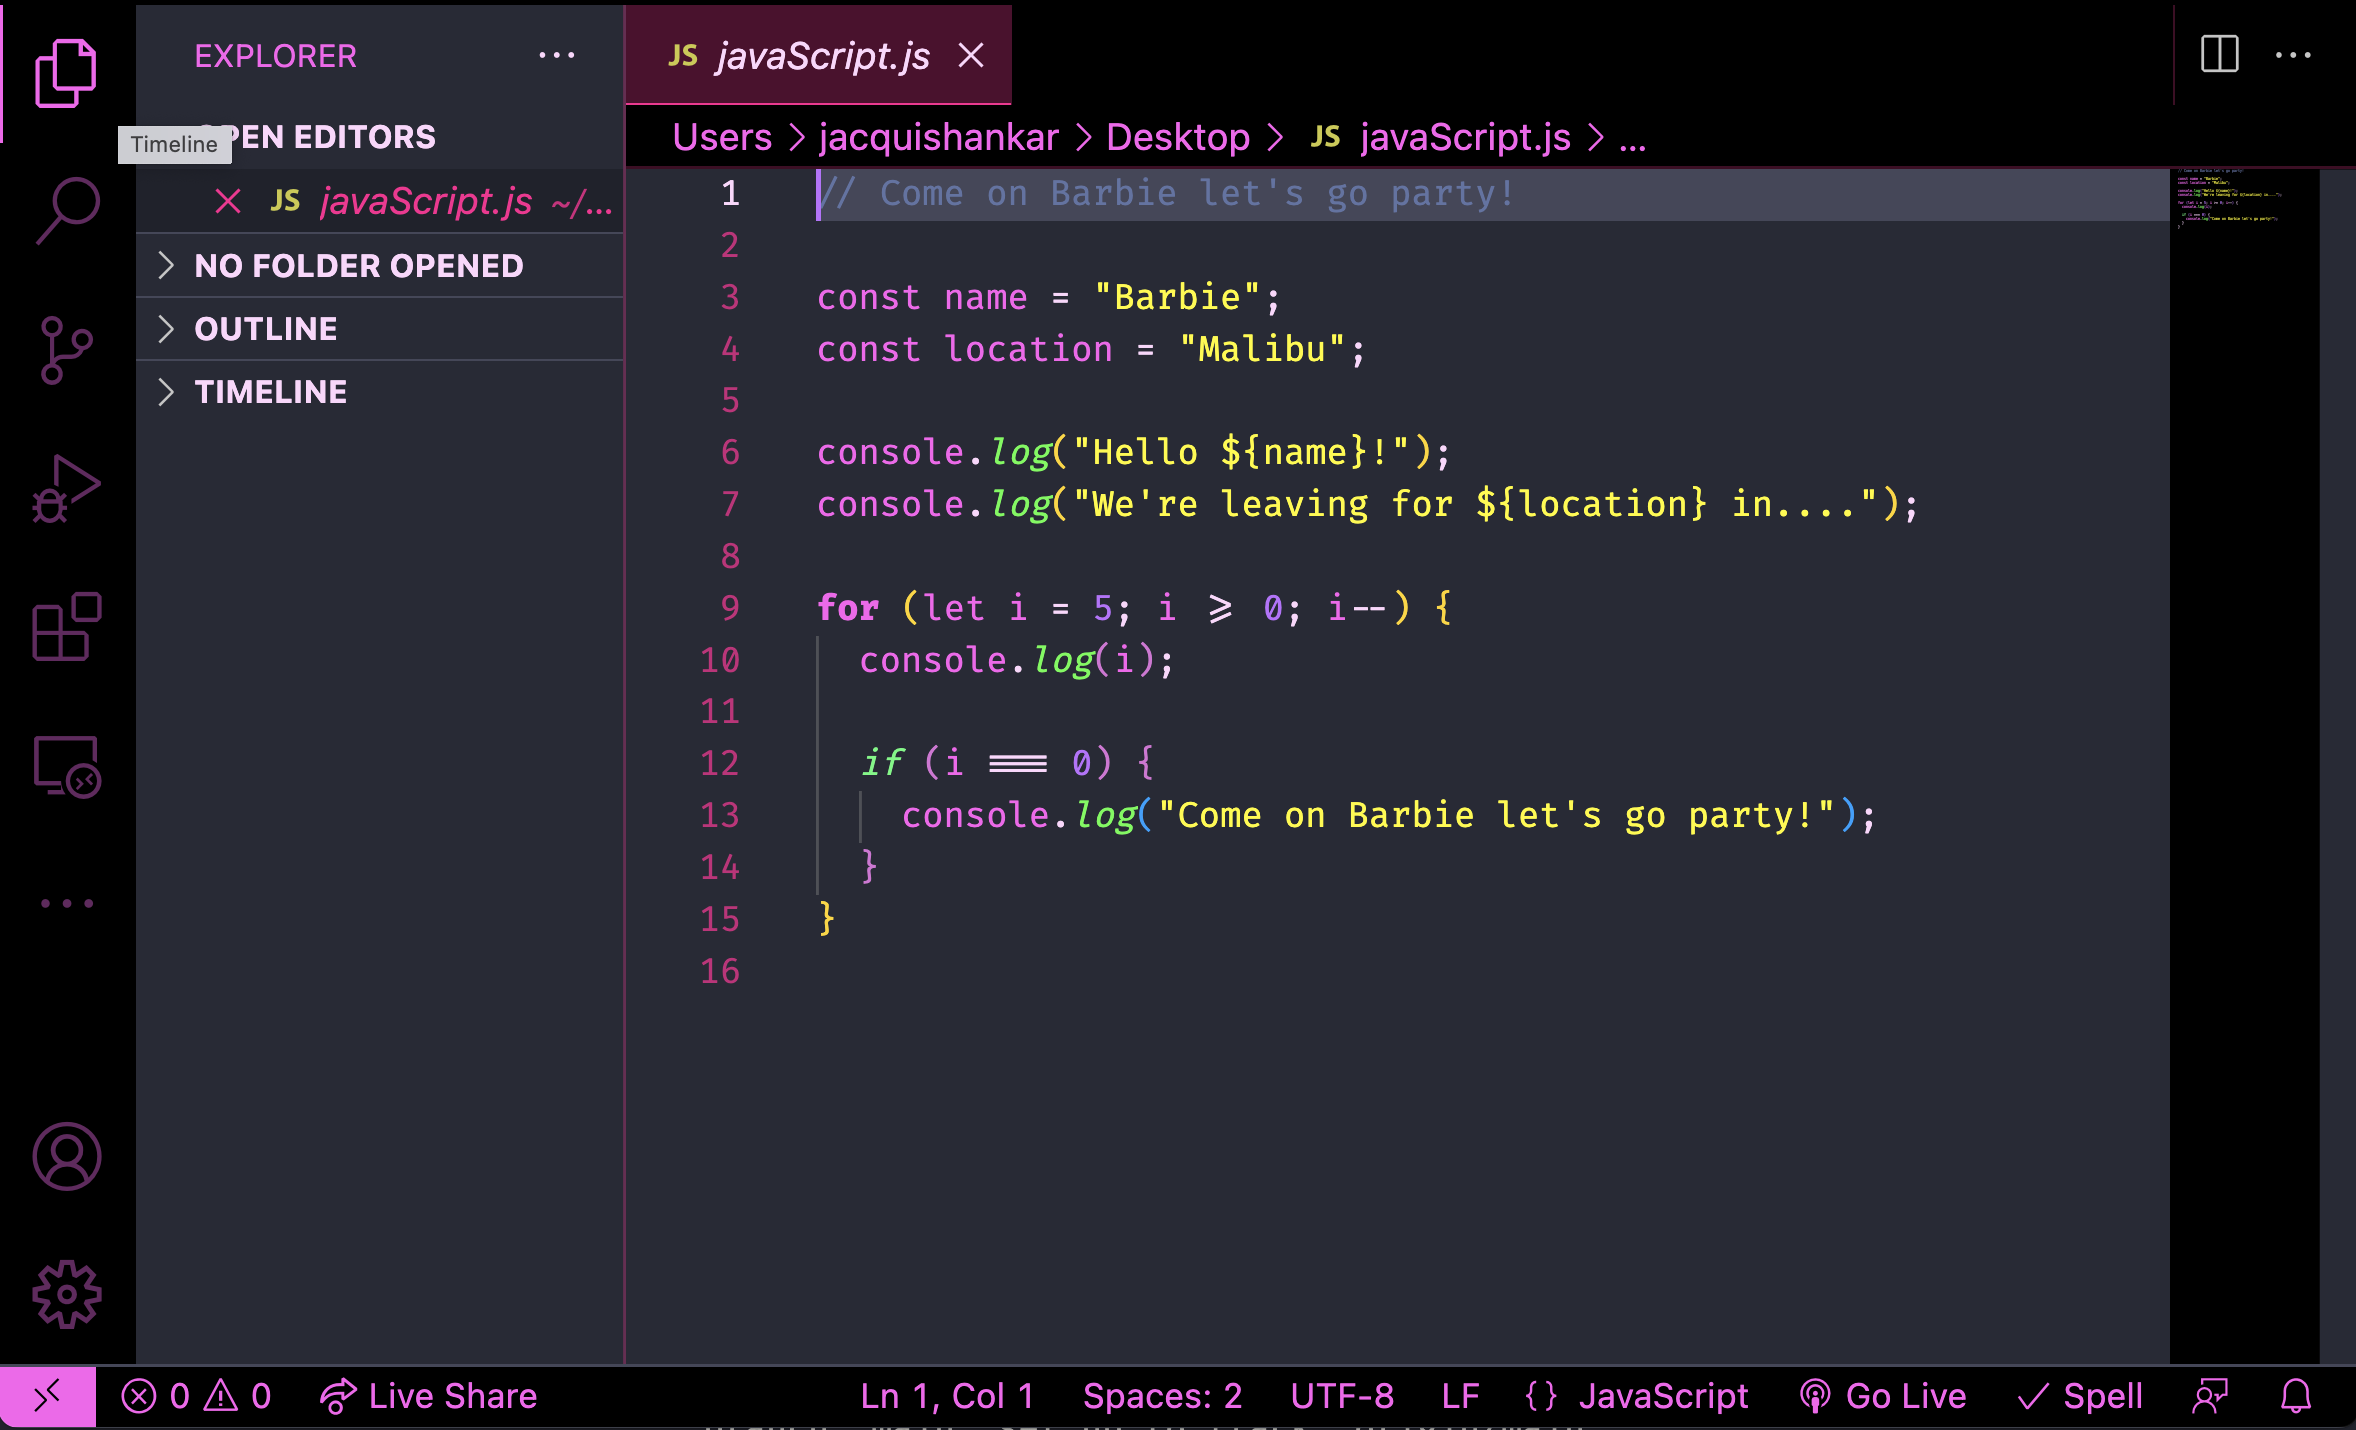 EXPLORER
Timeline
PEN EDITORS
JS javaScript.js ~/...
NO FOLDER OPENED
OUTLINE
TIMELINE
JS javaScript.js
Users > jacquishankar > Desktop > JS javaScript.js > ...
1 // Come on Barbie let's go party!
2
3 const name = "Barbie";
4 const location = "Malibu";
5
6 console.log("Hello ${name}!");
7 console.log("We're leaving for ${location} in....");
8
9 for (let i = 5; i >= 0; i--) {
10 console.log(i);
11
12 if (i === 0) {
13 console.log("Come on Barbie let's go party!");
14 }
15 }
16
0 0 Live Share Ln 1, Col 1 Spaces: 2 UTF-8 LF {} JavaScript Go Live Spell